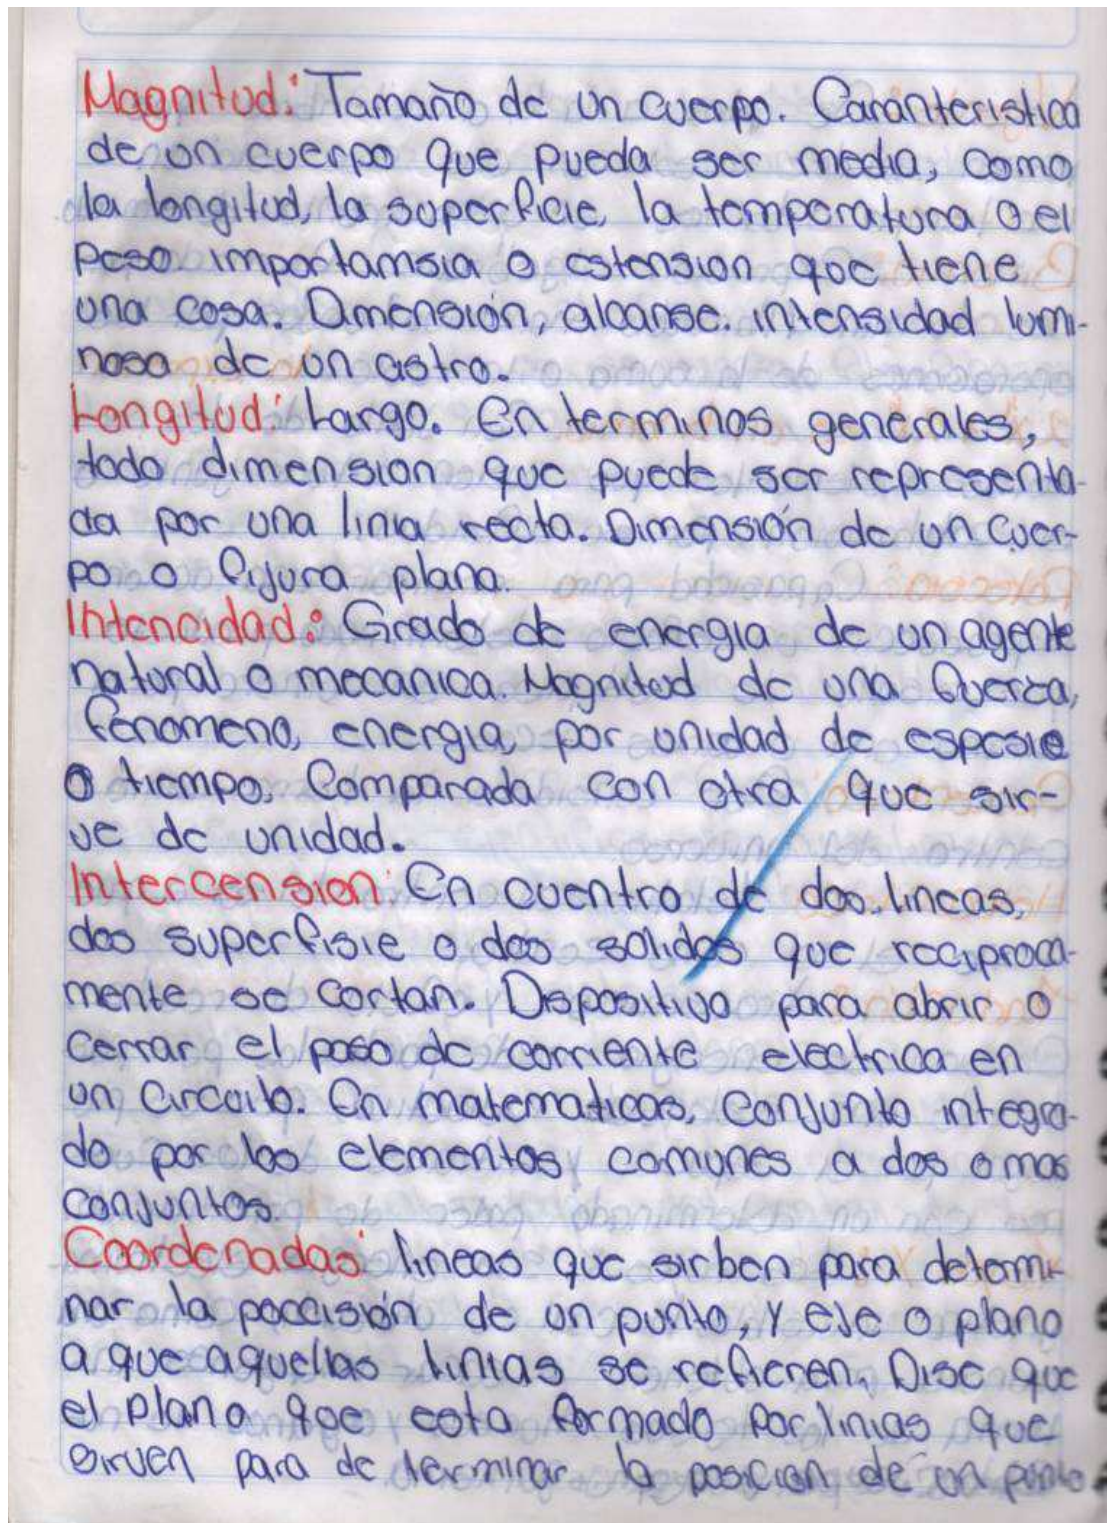 Magnitud: Tamaño de un cuerpo. Caranteristica
de un cuerpo que pueda ser media, como
la longitud, la superficie, la temperatura o el
peso importamsia o estension que tiene
una cosa. Dmensión, alcanse. intensidad lumi-
nosa de un astro.
Longitud: Largo. En terminos generales,
todo dimension que puede ser representa-
da por una linia recta. Dimensión de un cuer-
po o fijura plana.
Intencidad: Grado de energia de un agente
natural o mecanica. Magnitud de una fuerza,
fenomeno, energia, por unidad de espesie
o tiempo. Comparada con otra que sir-
ve de unidad.
Intercension: En cuentro de dos lineas,
dos superfisie o dos solidos que reciproca-
mente se cortan. Dispositivo para abrir o
cerrar el paso de corriente electrica en
un circuito. En matematicas, conjunto integra-
do por los elementos comunes a dos o mas
conjuntos.
Coordenadas: lineas que sirben para determi-
nar la poccisión de un punto, y eje o plano
a que aquellas linias se refieren. Dise que
el plano que esta formado por linias que
sirven para de terminar la posicion de un punto